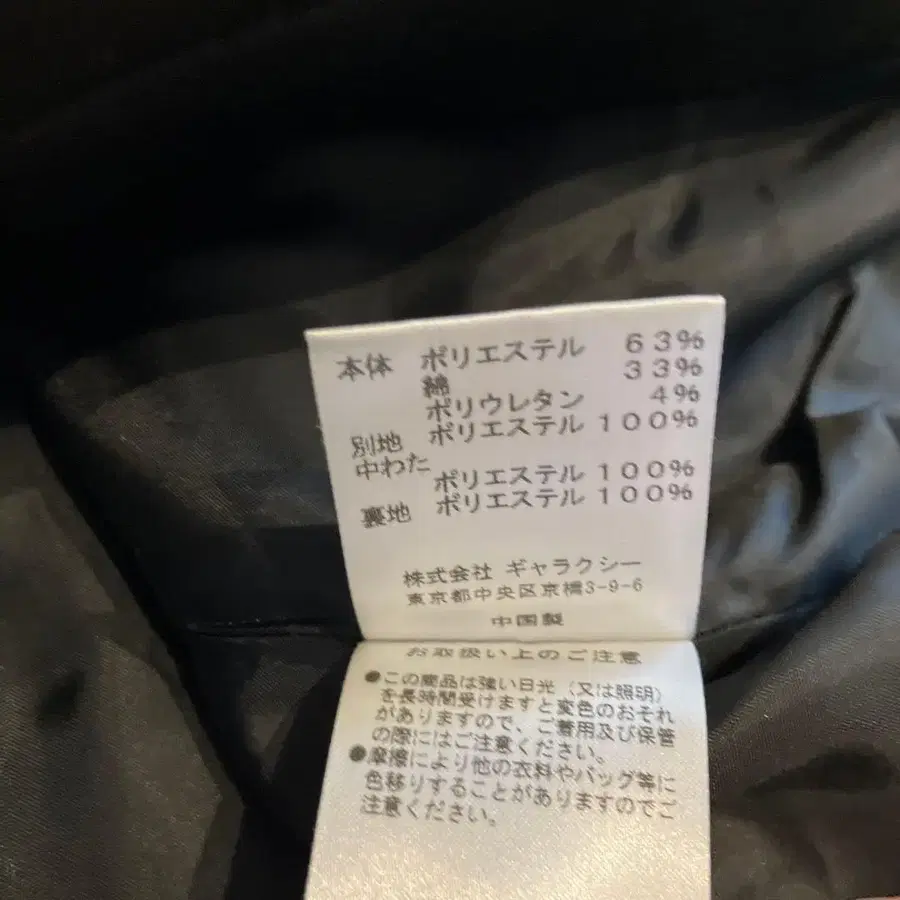 本体 ポリエステル 63%
綿 33%
ポリウレタン 4%
別地 ポリエステル 100%
中わた
ポリエステル 100%
裏地 ポリエステル 100%
株式会社 ギャラクシー
東京都中央区京橋3-9-6
中国製
お取扱い上のご注意
●この商品は強い日光(又は照明)
を長時間受けますと変色のおそれ
がありますので、ご着用及び保管
の際にはご注意ください。
●摩擦により他の衣料やバッグ等に
色移りすることがありますのでご
注意ください。